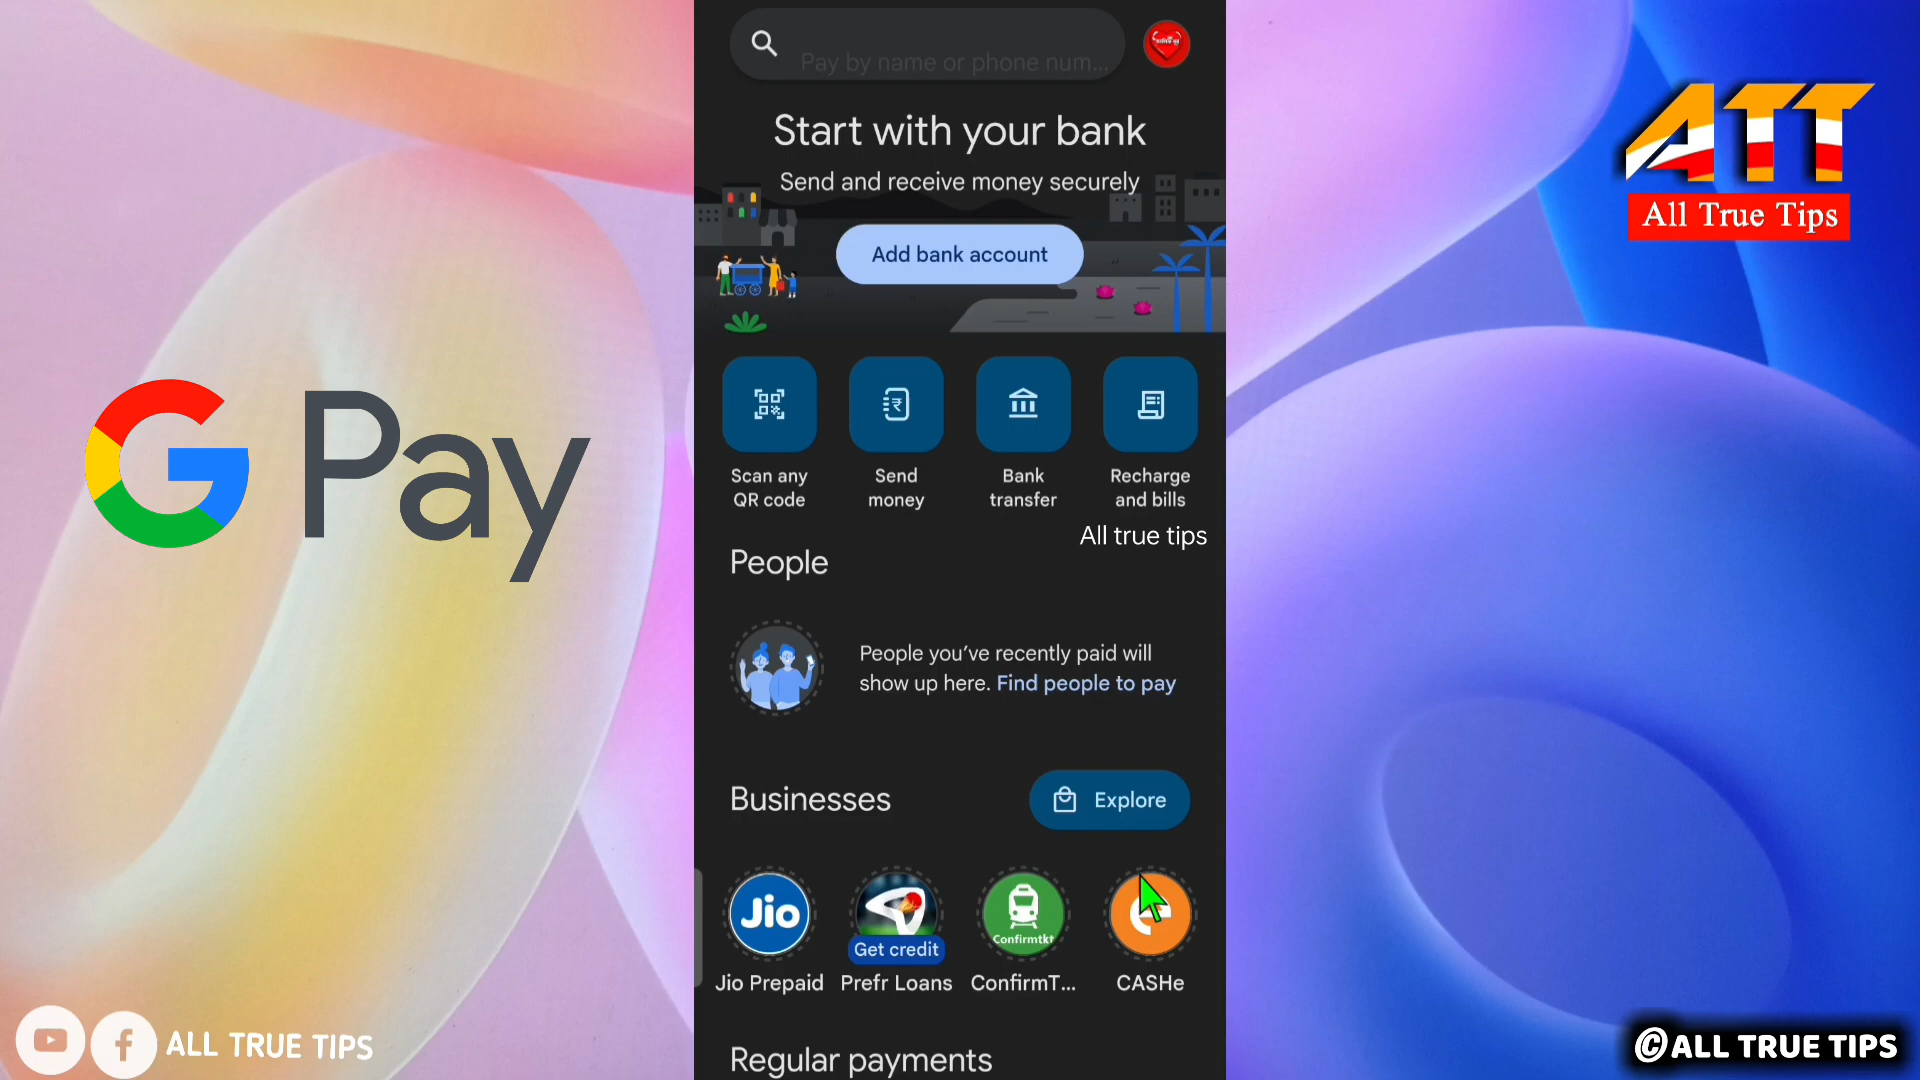 Pay by name or phone num...
Start with your bank
Send and receive money securely
Add bank account
Scan any
QR code
Send
money
Bank
transfer
Recharge
and bills
All true tips
People
People you've recently paid will
show up here. Find people to pay
Businesses
Explore
Jio
Get credit
Confirmtkt
Jio Prepaid
Prefr Loans
ConfirmT...
CASHe
Regular payments
G Pay
ATT
All True Tips
ALL TRUE TIPS
©ALL TRUE TIPS